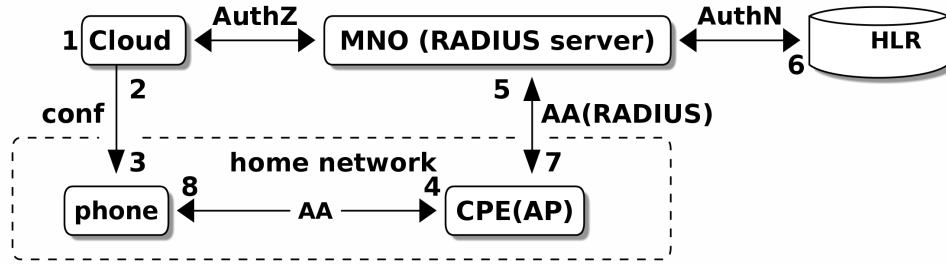 AuthZ
AuthN
1 Cloud
MNO (RADIUS server)
HLR
6
2
5
conf
AA(RADIUS)
3
home network
7
8
4
phone
AA
CPE(AP)